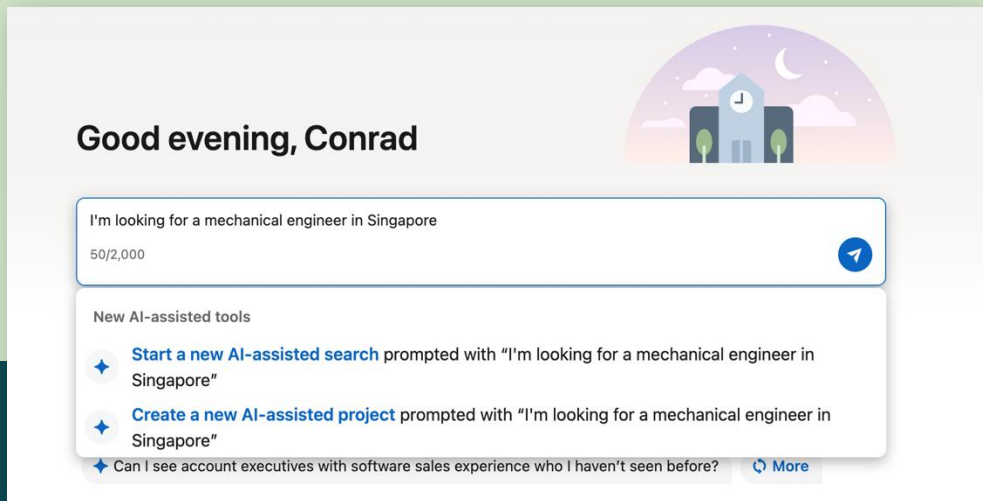 Good evening, Conrad
I'm looking for a mechanical engineer in Singapore
50/2,000
New AI-assisted tools
Start a new AI-assisted search prompted with “I'm looking for a mechanical engineer in
Singapore”
Create a new AI-assisted project prompted with “I'm looking for a mechanical engineer in
Singapore”
Can I see account executives with software sales experience who I haven’t seen before? More